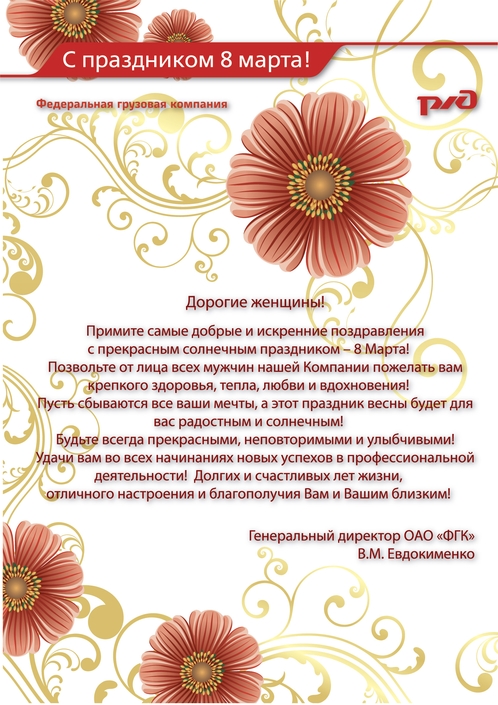 С праздником 8 марта!
Федеральная грузовая компания
РЖД
Дорогие женщины!
Примите самые добрые и искренние поздравления
с прекрасным солнечным праздником – 8 Марта!
Позвольте от лица всех мужчин нашей Компании пожелать вам
крепкого здоровья, тепла, любви и вдохновения!
Пусть сбываются все ваши мечты, а этот праздник весны будет для
вас радостным и солнечным!
Будьте всегда прекрасными, неповторимыми и улыбчивыми!
Удачи вам во всех начинаниях новых успехов в профессиональной
деятельности! Долгих и счастливых лет жизни,
отличного настроения и благополучия Вам и Вашим близким!
Генеральный директор ОАО «ФГК»
В.М. Евдокименко